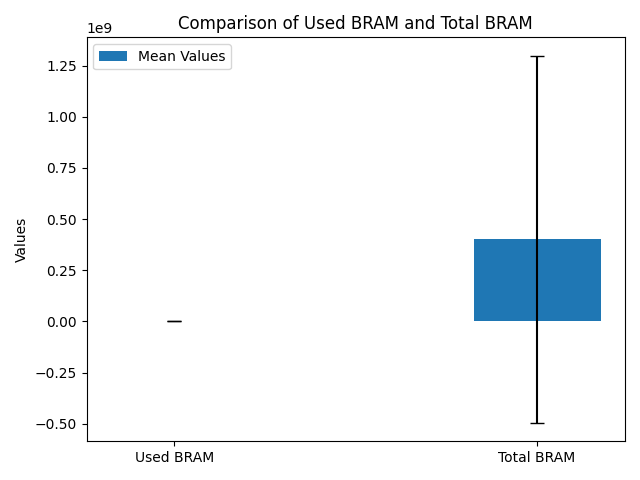 Comparison of Used BRAM and Total BRAM
1e9
Mean Values
1.25
1.00
0.75
0.50
0.25
0.00
−0.25
−0.50
Values
Used BRAM
Total BRAM